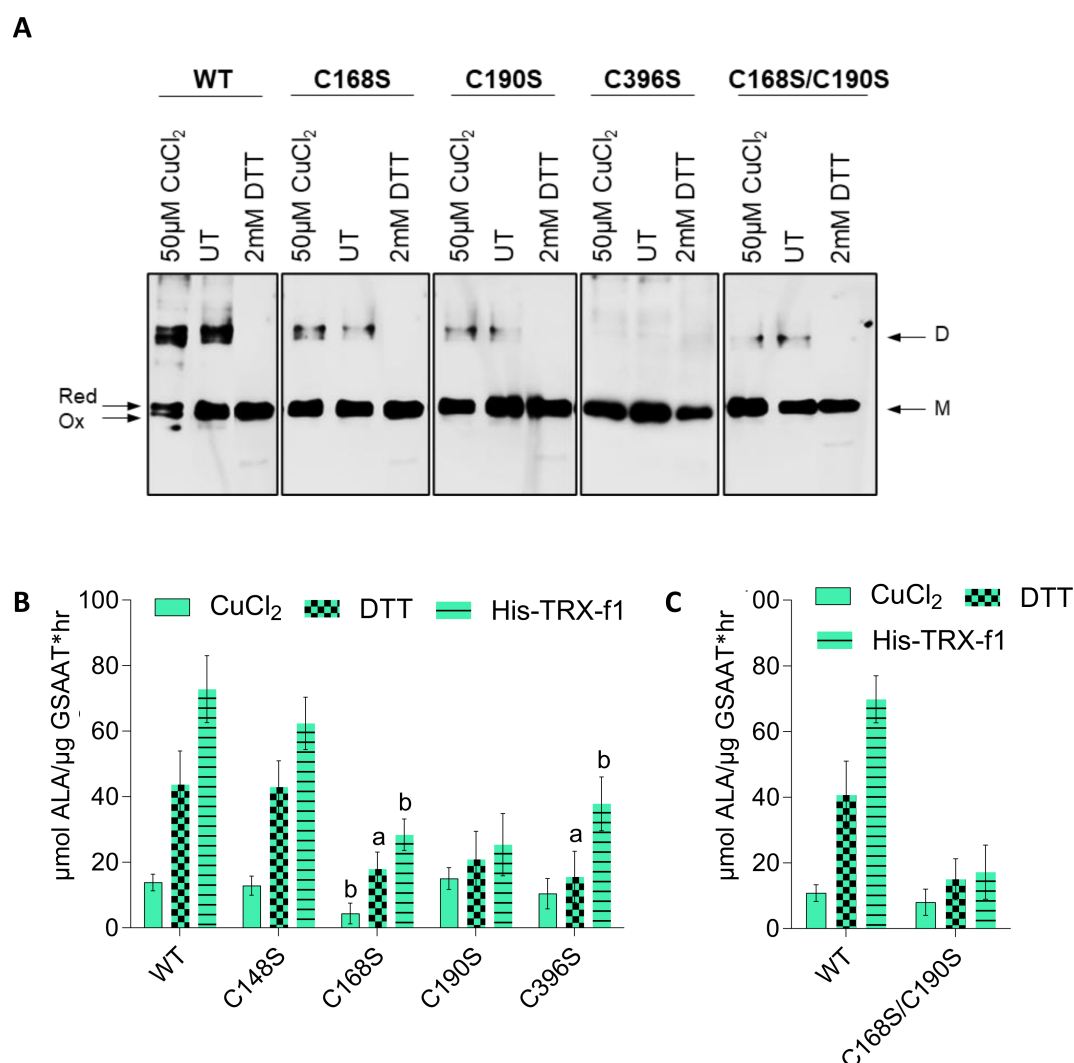 A
WT C168S C190S C396S C168S/C190S
50µM CuCl₂ UT 2mM DTT 50µM CuCl₂ UT 2mM DTT 50µM CuCl₂ UT 2mM DTT 50µM CuCl₂ UT 2mM DTT 50µM CuCl₂ UT 2mM DTT
D
Red
Ox
M
B
CuCl₂ DTT His-TRX-f1
µmol ALA/µg GSAAT*hr
100
80
60
40
20
0
b a b a b
WT C148S C168S C190S C396S
C
CuCl₂ DTT
His-TRX-f1
µmol ALA/µg GSAAT*hr
00
80
60
40
20
0
WT C168S/C190S